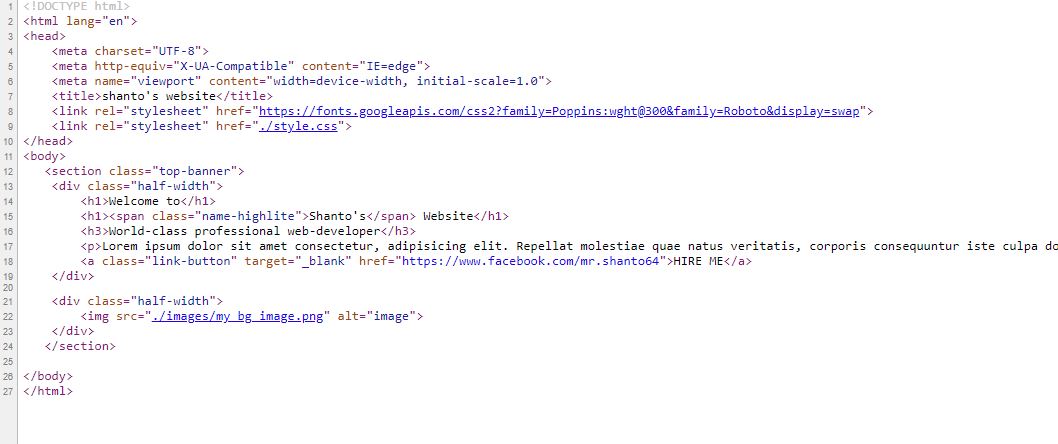 1 <!DOCTYPE html>
2 <html lang="en">
3 <head>
4     <meta charset="UTF-8">
5     <meta http-equiv="X-UA-Compatible" content="IE=edge">
6     <meta name="viewport" content="width=device-width, initial-scale=1.0">
7     <title>shanto's website</title>
8     <link rel="stylesheet" href="https://fonts.googleapis.com/css2?family=Poppins:wght@300&family=Roboto&display=swap">
9     <link rel="stylesheet" href="./style.css">
10 </head>
11 <body>
12    <section class="top-banner">
13     <div class="half-width">
14         <h1>Welcome to</h1>
15         <h1><span class="name-highlite">Shanto's</span> Website</h1>
16         <h3>World-class professional web-developer</h3>
17         <p>Lorem ipsum dolor sit amet consectetur, adipisicing elit. Repellat molestiae quae natus veritatis, corporis consequuntur iste culpa do
18         <a class="link-button" target="_blank" href="https://www.facebook.com/mr.shanto64">HIRE ME</a>
19     </div>
20
21     <div class="half-width">
22         <img src="./images/my_bg_image.png" alt="image">
23     </div>
24    </section>
25
26 </body>
27 </html>